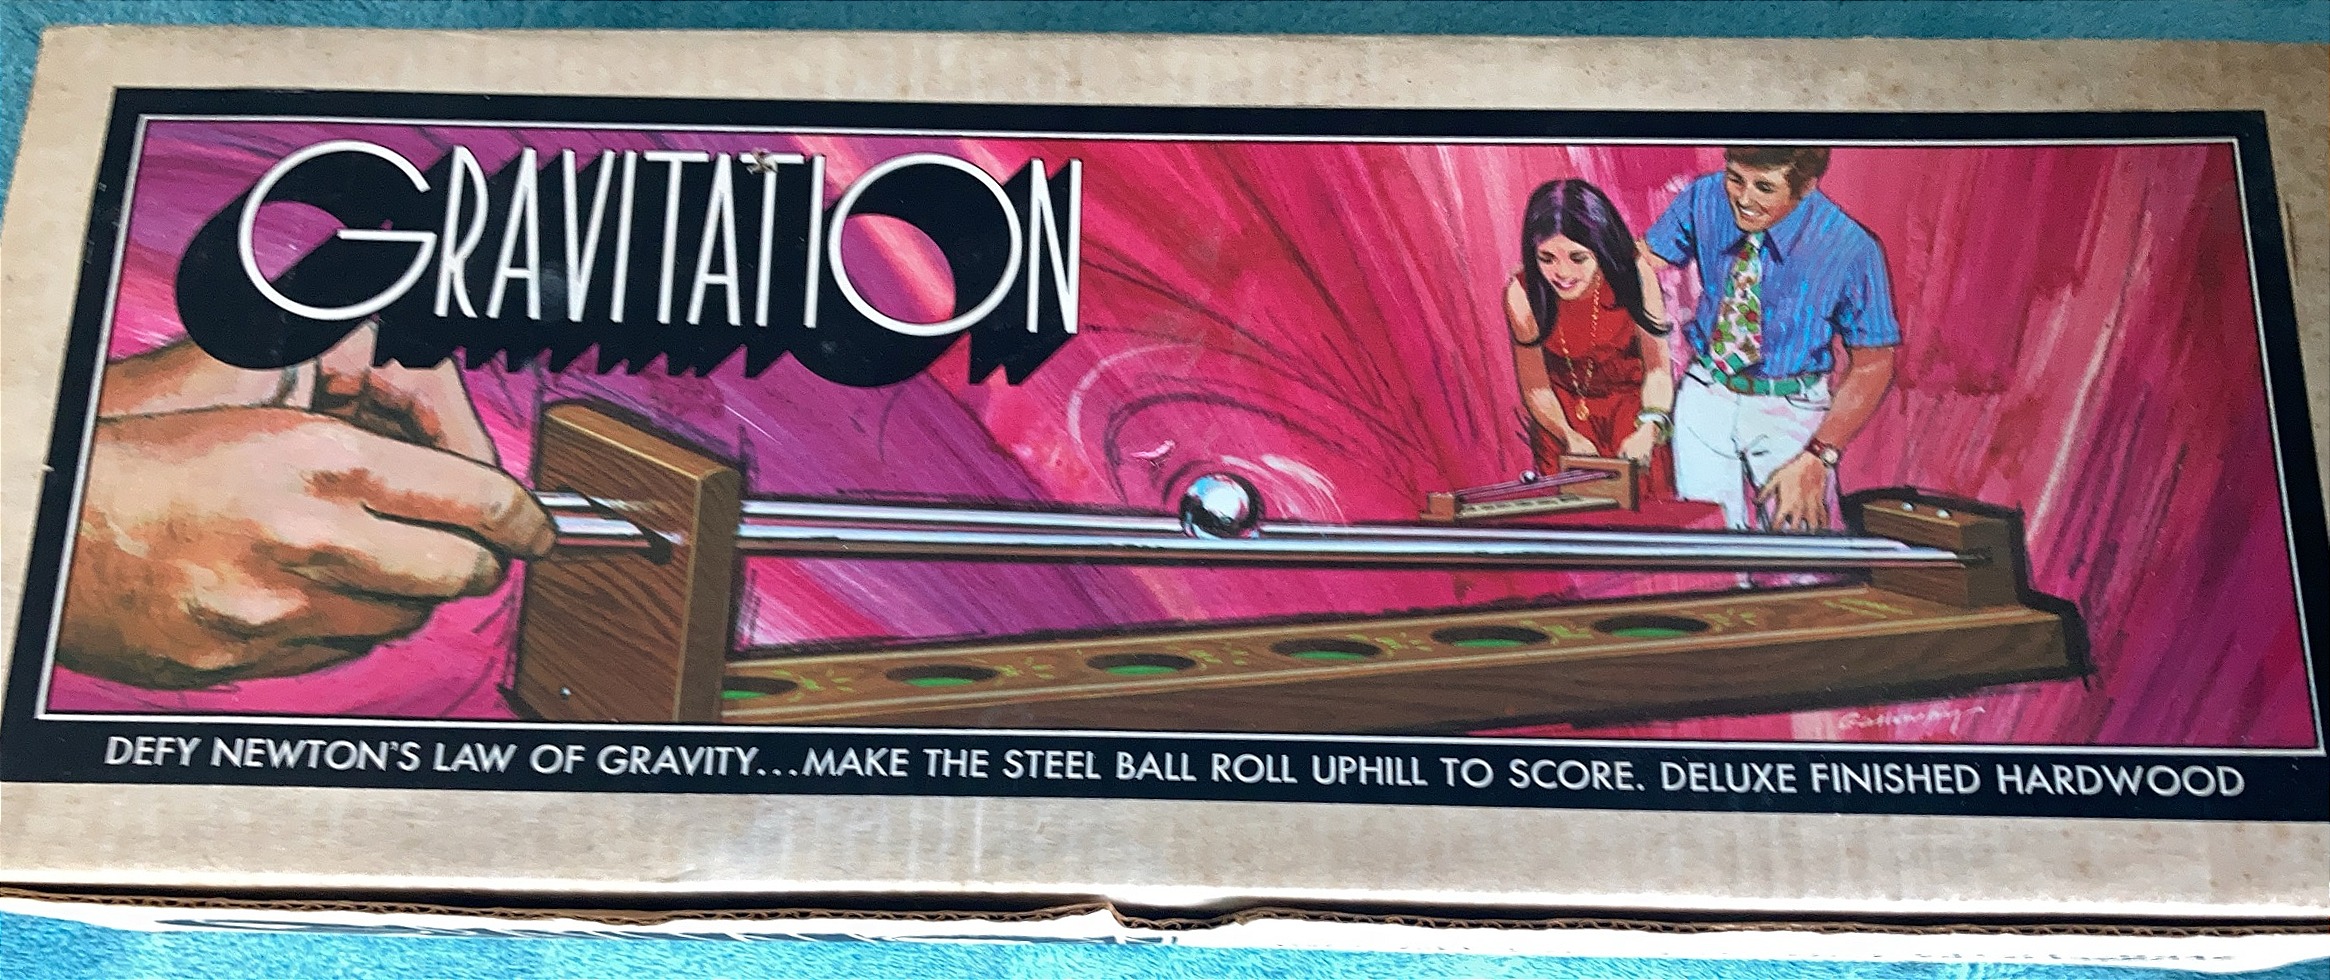 GRAVITATION
DEFY NEWTON'S LAW OF GRAVITY...MAKE THE STEEL BALL ROLL UPHILL TO SCORE. DELUXE FINISHED HARDWOOD